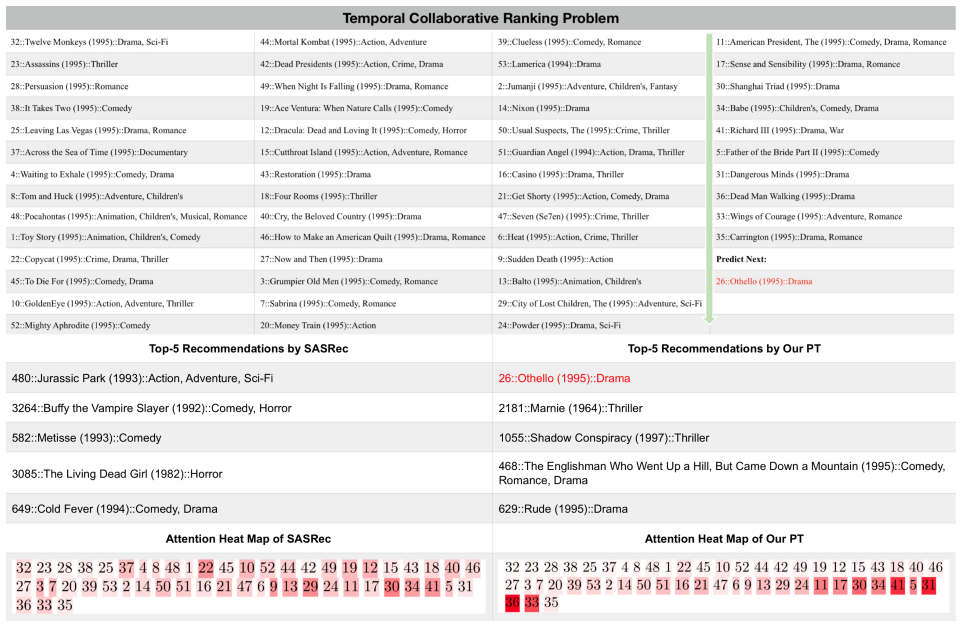 Temporal Collaborative Ranking Problem
32::Twelve Monkeys (1995)::Drama, Sci-Fi
23::Assassins (1995)::Thriller
28::Persuasion (1995)::Romance
38::It Takes Two (1995)::Comedy
25::Leaving Las Vegas (1995)::Drama, Romance
37::Across the Sea of Time (1995)::Documentary
4::Waiting to Exhale (1995)::Comedy, Drama
8::Tom and Huck (1995)::Adventure, Children's
48::Pocahontas (1995)::Animation, Children's, Musical, Romance
1::Toy Story (1995)::Animation, Children's, Comedy
22::Copycat (1995)::Crime, Drama, Thriller
45::To Die For (1995)::Comedy, Drama
10::GoldenEye (1995)::Action, Adventure, Thriller
52::Mighty Aphrodite (1995)::Comedy
44::Mortal Kombat (1995)::Action, Adventure
42::Dead Presidents (1995)::Action, Crime, Drama
49::When Night Is Falling (1995)::Drama, Romance
19::Ace Ventura: When Nature Calls (1995)::Comedy
12::Dracula: Dead and Loving It (1995)::Comedy, Horror
15::Cutthroat Island (1995)::Action, Adventure, Romance
43::Restoration (1995)::Drama
18::Four Rooms (1995)::Thriller
40::Cry, the Beloved Country (1995)::Drama
46::How to Make an American Quilt (1995)::Drama, Romance
27::Now and Then (1995)::Drama
3::Grumpier Old Men (1995)::Comedy, Romance
7::Sabrina (1995)::Comedy, Romance
20::Money Train (1995)::Action
39::Clueless (1995)::Comedy, Romance
53::Lamerica (1994)::Drama
2::Jumanji (1995)::Adventure, Children's, Fantasy
14::Nixon (1995)::Drama
50::Usual Suspects, The (1995)::Crime, Thriller
51::Guardian Angel (1994)::Action, Drama, Thriller
16::Casino (1995)::Drama, Thriller
21::Get Shorty (1995)::Action, Comedy, Drama
47::Seven (Se7en) (1995)::Crime, Thriller
6::Heat (1995)::Action, Crime, Thriller
9::Sudden Death (1995)::Action
13::Balto (1995)::Animation, Children's
29::City of Lost Children, The (1995)::Adventure, Sci-Fi
24::Powder (1995)::Drama, Sci-Fi
11::American President, The (1995)::Comedy, Drama, Romance
17::Sense and Sensibility (1995)::Drama, Romance
30::Shanghai Triad (1995)::Drama
34::Babe (1995)::Children's, Comedy, Drama
41::Richard III (1995)::Drama, War
5::Father of the Bride Part II (1995)::Comedy
31::Dangerous Minds (1995)::Drama
36::Dead Man Walking (1995)::Drama
33::Wings of Courage (1995)::Adventure, Romance
35::Carrington (1995)::Drama, Romance
Predict Next:
26::Othello (1995)::Drama
Top-5 Recommendations by SASRec
480::Jurassic Park (1993)::Action, Adventure, Sci-Fi
3264::Buffy the Vampire Slayer (1992)::Comedy, Horror
582::Metisse (1993)::Comedy
3085::The Living Dead Girl (1982)::Horror
649::Cold Fever (1994)::Comedy, Drama
Top-5 Recommendations by Our PT
26::Othello (1995)::Drama
2181::Marnie (1964)::Thriller
1055::Shadow Conspiracy (1997)::Thriller
468::The Englishman Who Went Up a Hill, But Came Down a Mountain (1995)::Comedy,
Romance, Drama
629::Rude (1995)::Drama
Attention Heat Map of SASRec
32 23 28 38 25 37 4 8 48 1 22 45 10 52 44 42 49 19 12 15 43 18 40 46
27 3 7 20 39 53 2 14 50 51 16 21 47 6 9 13 29 24 11 17 30 34 41 5 31
36 33 35
Attention Heat Map of Our PT
32 23 28 38 25 37 4 8 48 1 22 45 10 52 44 42 49 19 12 15 43 18 40 46
27 3 7 20 39 53 2 14 50 51 16 21 47 6 9 13 29 24 11 17 30 34 41 5 31
36 33 35